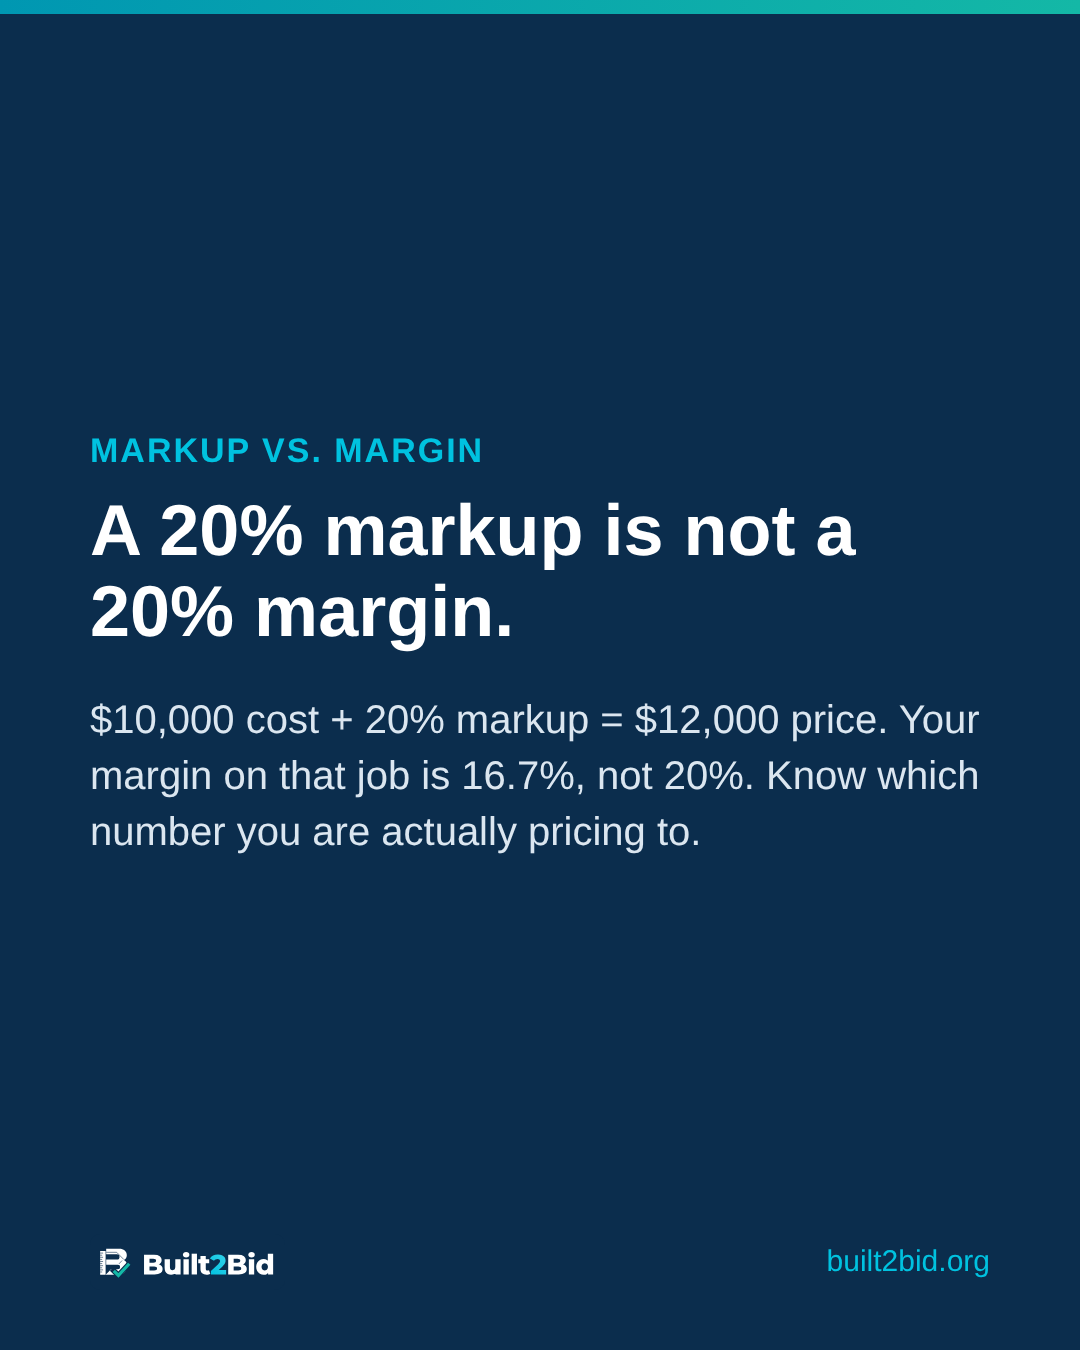 MARKUP VS. MARGIN
A 20% markup is not a
20% margin.
$10,000 cost + 20% markup = $12,000 price. Your
margin on that job is 16.7%, not 20%. Know which
number you are actually pricing to.
Built2Bid
built2bid.org